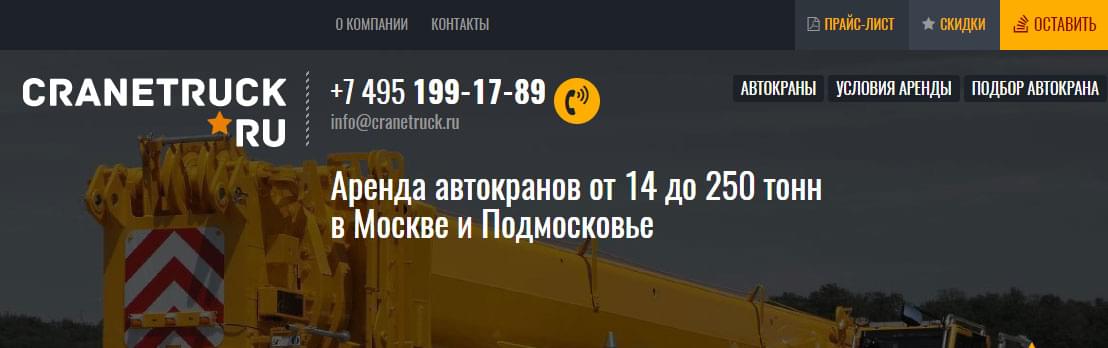 О КОМПАНИИ
КОНТАКТЫ
ПРАЙС-ЛИСТ
СКИДКИ
ОСТАВИТЬ
CRANETRUCK
RU
+7 495 199-17-89
info@cranetruck.ru
АВТОКРАНЫ
УСЛОВИЯ АРЕНДЫ
ПОДБОР АВТОКРАНА
Аренда автокранов от 14 до 250 тонн
в Москве и Подмосковье